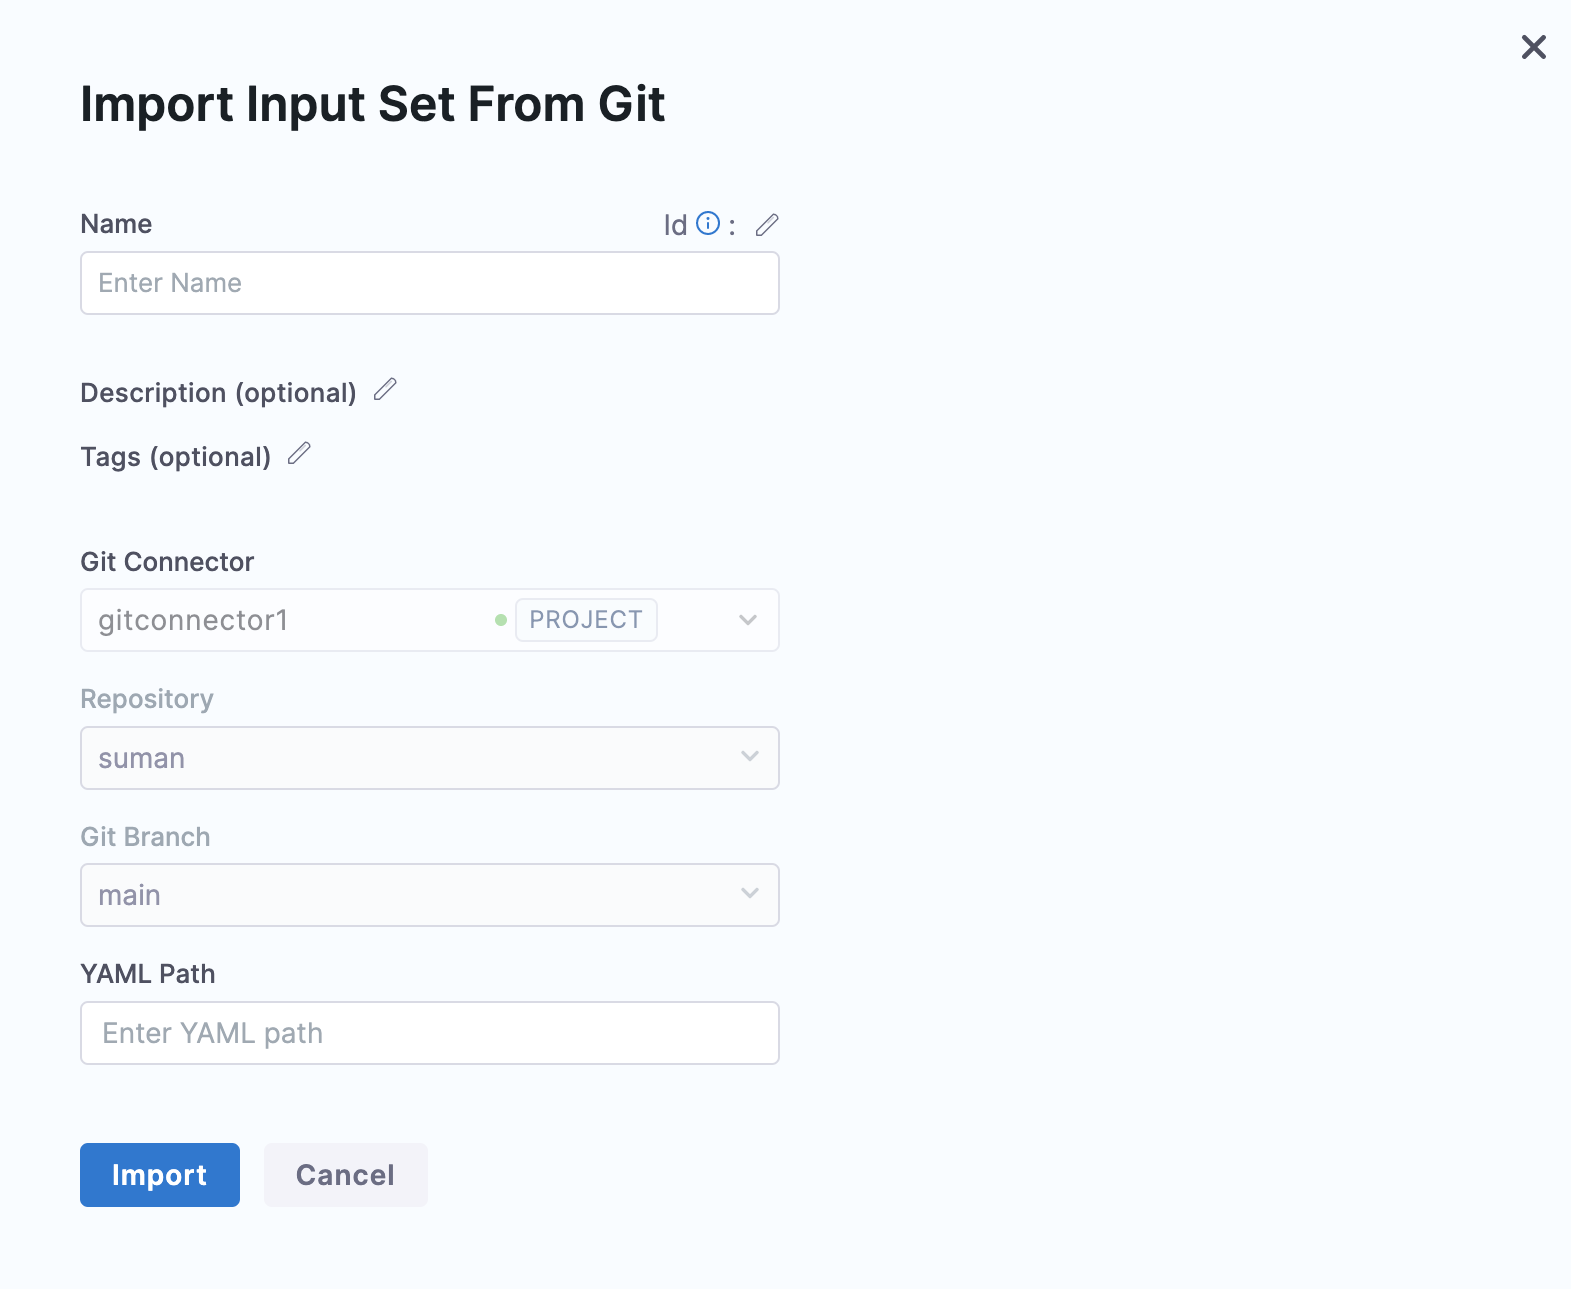 Import Input Set From Git
Name
Id :
Enter Name
Description (optional)
Tags (optional)
Git Connector
gitconnector1
PROJECT
Repository
suman
Git Branch
main
YAML Path
Enter YAML path
Import
Cancel